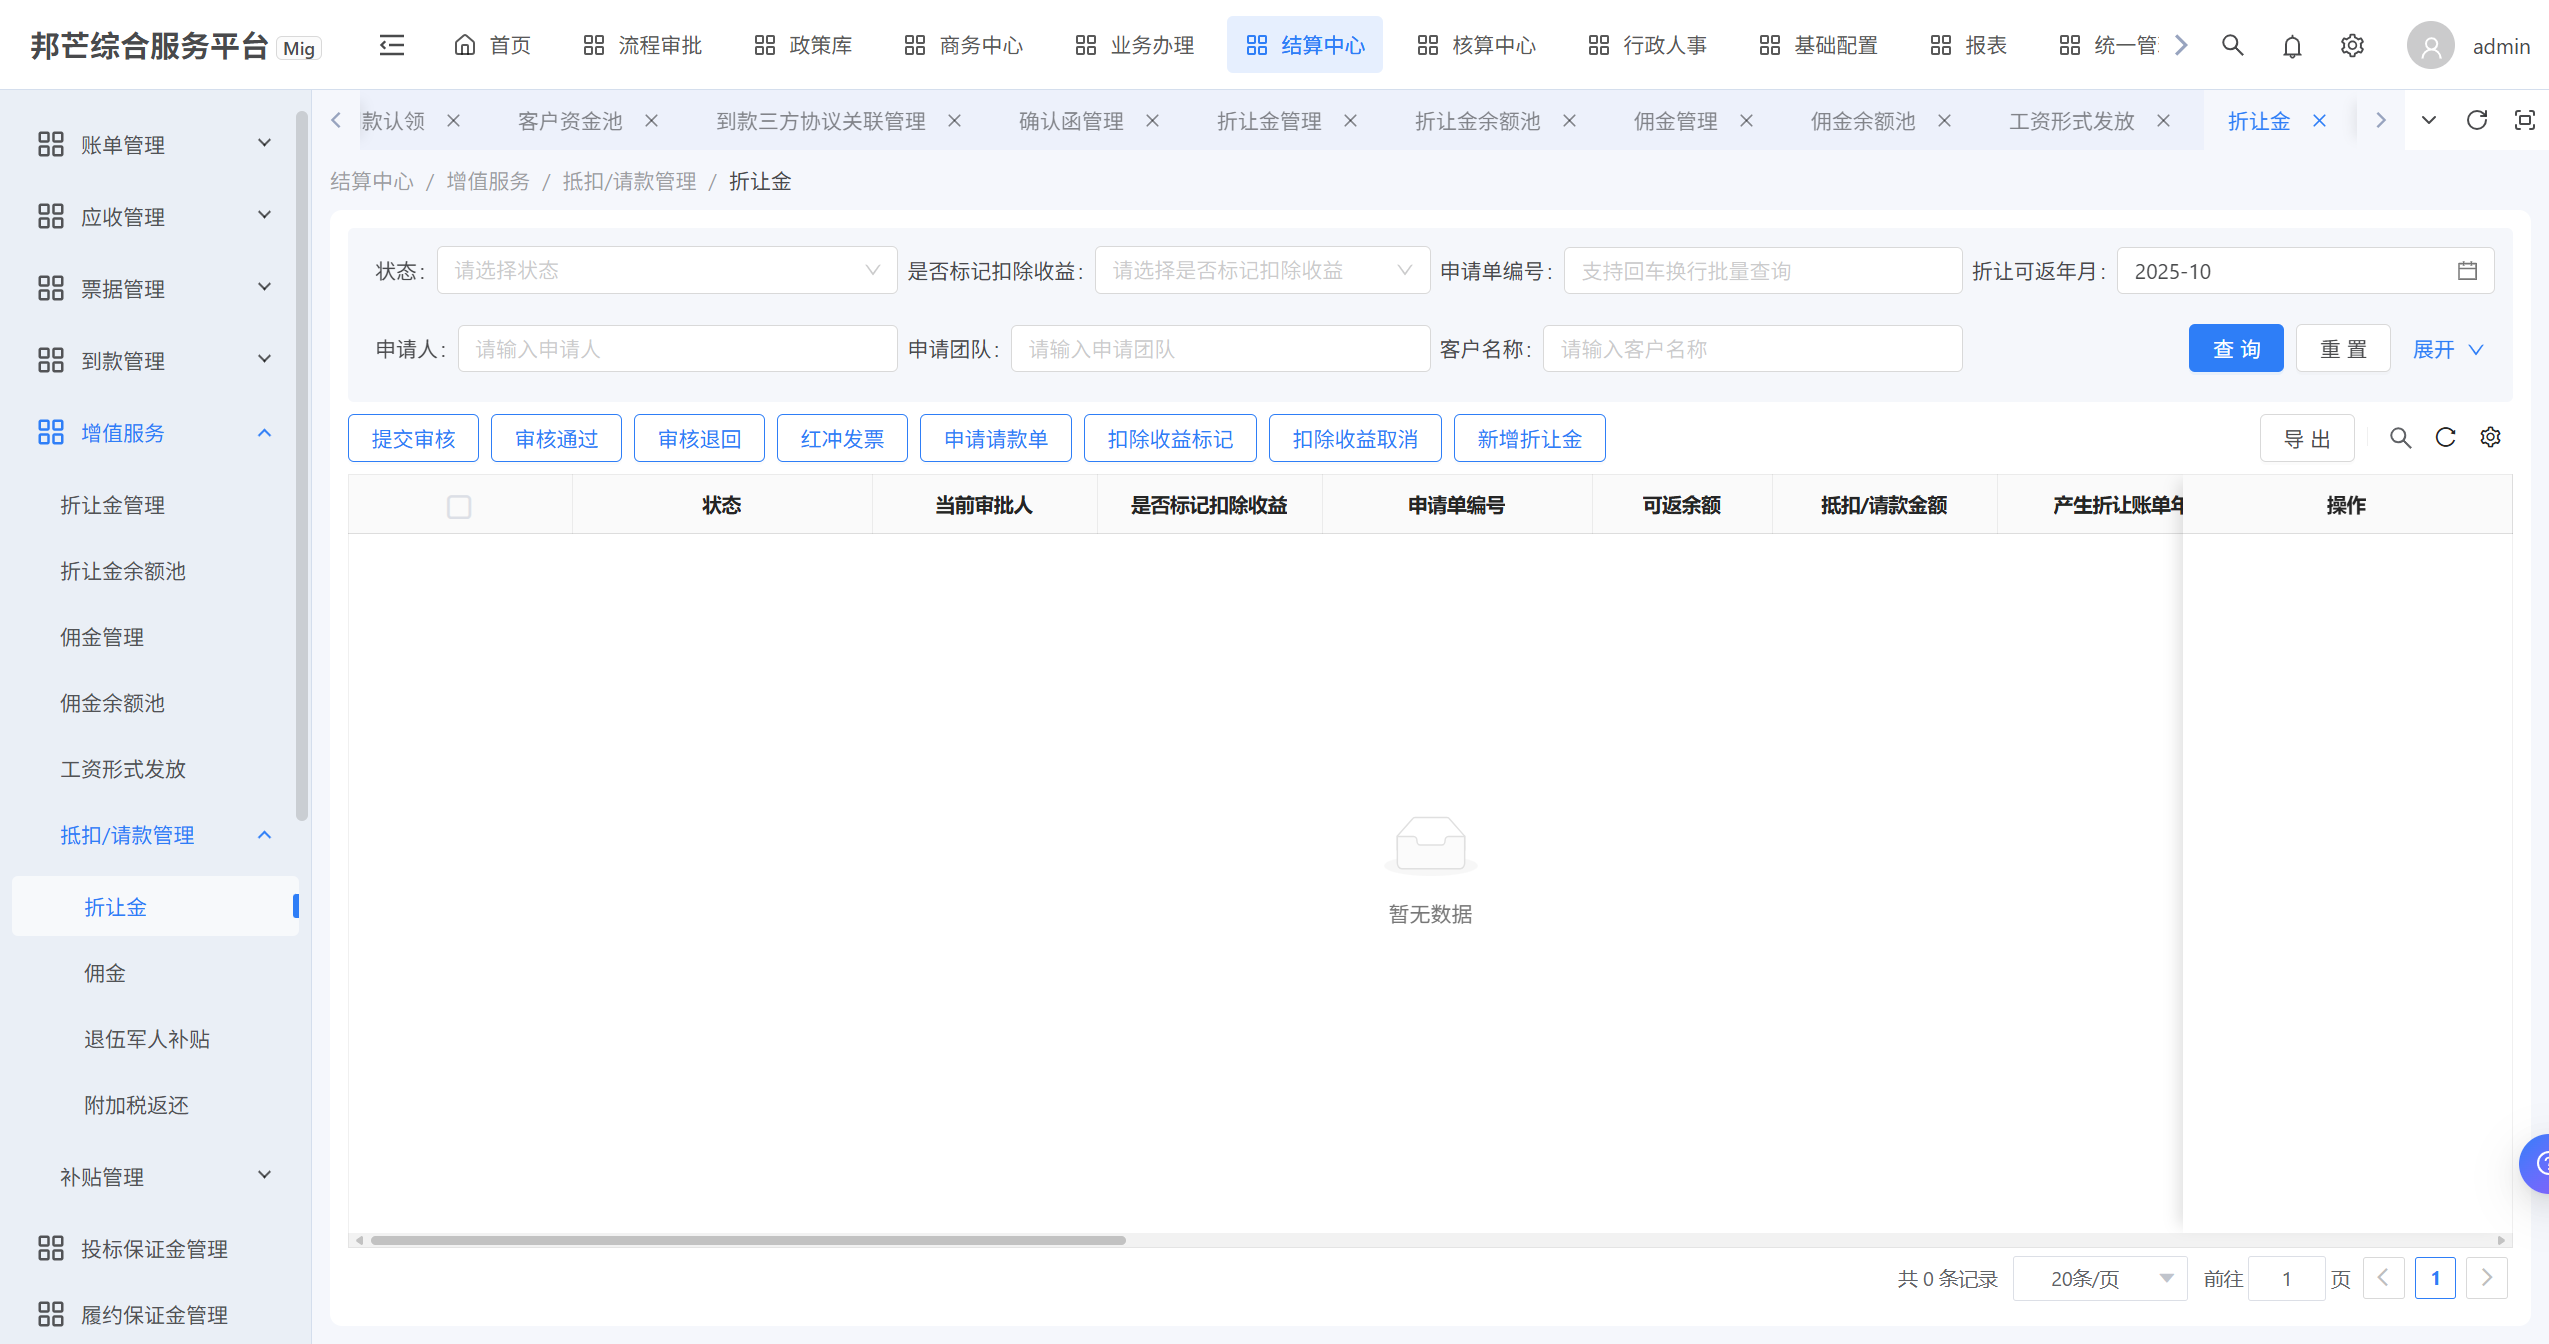 邦芒综合服务平台 Mig
首页 流程审批 政策库 商务中心 业务办理 结算中心 核算中心 行政人事 基础配置 报表 统一管
admin
款认领 客户资金池 到款三方协议关联管理 确认函管理 折让金管理 折让金余额池 佣金管理 佣金余额池 工资形式发放 折让金
结算中心 / 增值服务 / 抵扣/请款管理 / 折让金
账单管理
应收管理
票据管理
到款管理
增值服务
折让金管理
折让金余额池
佣金管理
佣金余额池
工资形式发放
抵扣/请款管理
折让金
佣金
退伍军人补贴
附加税返还
补贴管理
投标保证金管理
履约保证金管理
状态: 请选择状态 是否标记扣除收益: 请选择是否标记扣除收益 申请单编号: 支持回车换行批量查询 折让可返年月: 2025-10
申请人: 请输入申请人 申请团队: 请输入申请团队 客户名称: 请输入客户名称 查 询 重 置 展开
提交审核 审核通过 审核退回 红冲发票 申请请款单 扣除收益标记 扣除收益取消 新增折让金 导 出
状态 当前审批人 是否标记扣除收益 申请单编号 可返余额 抵扣/请款金额 产生折让账单年 操作
暂无数据
共 0 条记录 20条/页 前往 1 页 1